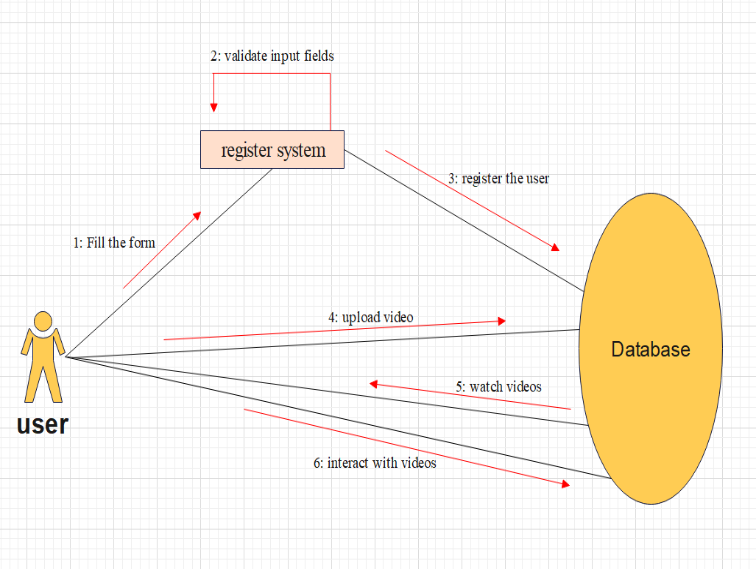 2: validate input fields
register system
3: register the user
1: Fill the form
4: upload video
Database
5: watch videos
user
6: interact with videos